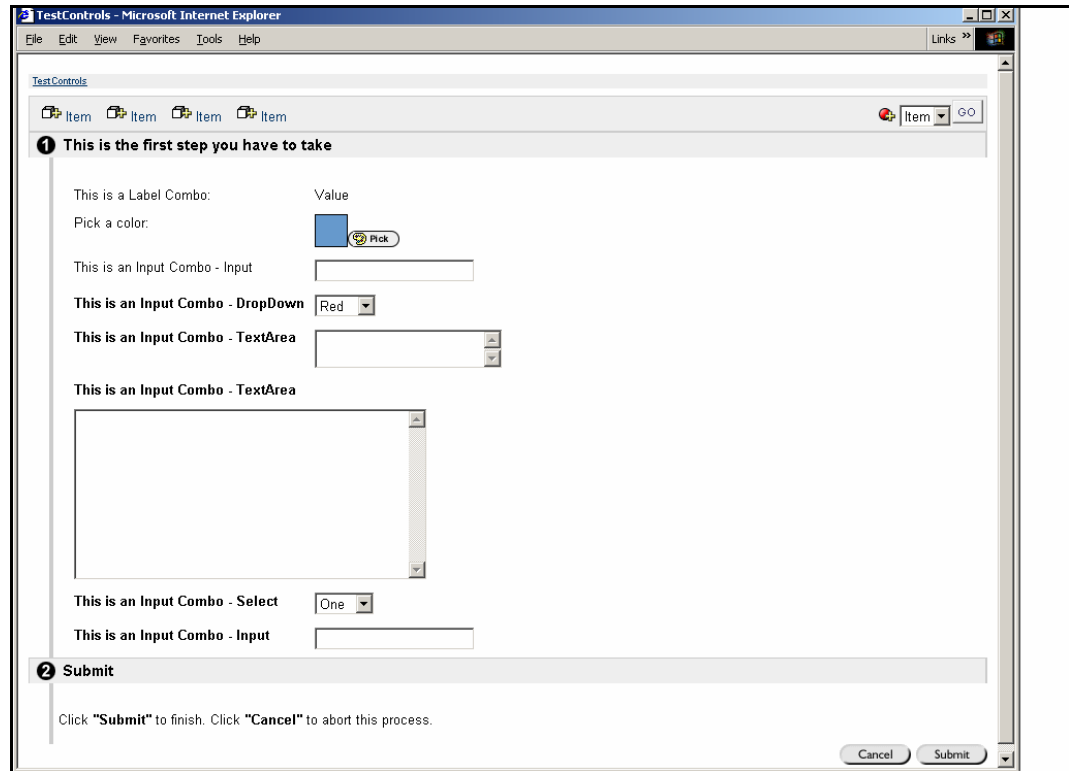 TestControls - Microsoft Internet Explorer
File Edit View Favorites Tools Help Links »
TestControls
Item Item Item Item Item GO
1 This is the first step you have to take
This is a Label Combo: Value
Pick a color: Pick
This is an Input Combo - Input
This is an Input Combo - DropDown Red
This is an Input Combo - TextArea
This is an Input Combo - TextArea
This is an Input Combo - Select One
This is an Input Combo - Input
2 Submit
Click "Submit" to finish. Click "Cancel" to abort this process.
Cancel Submit